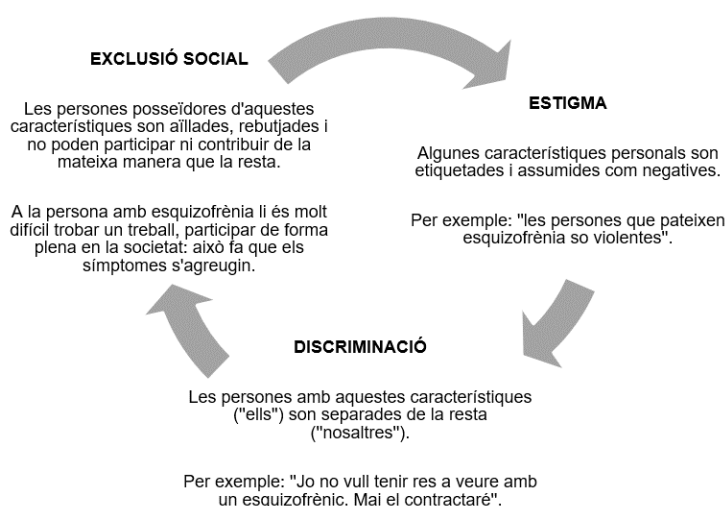 EXCLUSIÓ SOCIAL
Les persones posseïdores d'aquestes
característiques son aïllades, rebutjades i
no poden participar ni contribuir de la
mateixa manera que la resta.
A la persona amb esquizofrènia li és molt
difícil trobar un treball, participar de forma
plena en la societat: això fa que els
símptomes s'agreugin.
ESTIGMA
Algunes característiques personals son
etiquetades i assumides com negatives.
Per exemple: "les persones que pateixen
esquizofrènia so violentes".
DISCRIMINACIÓ
Les persones amb aquestes característiques
("ells") son separades de la resta
("nosaltres").
Per exemple: "Jo no vull tenir res a veure amb
un esquizofrènic. Mai el contractaré".